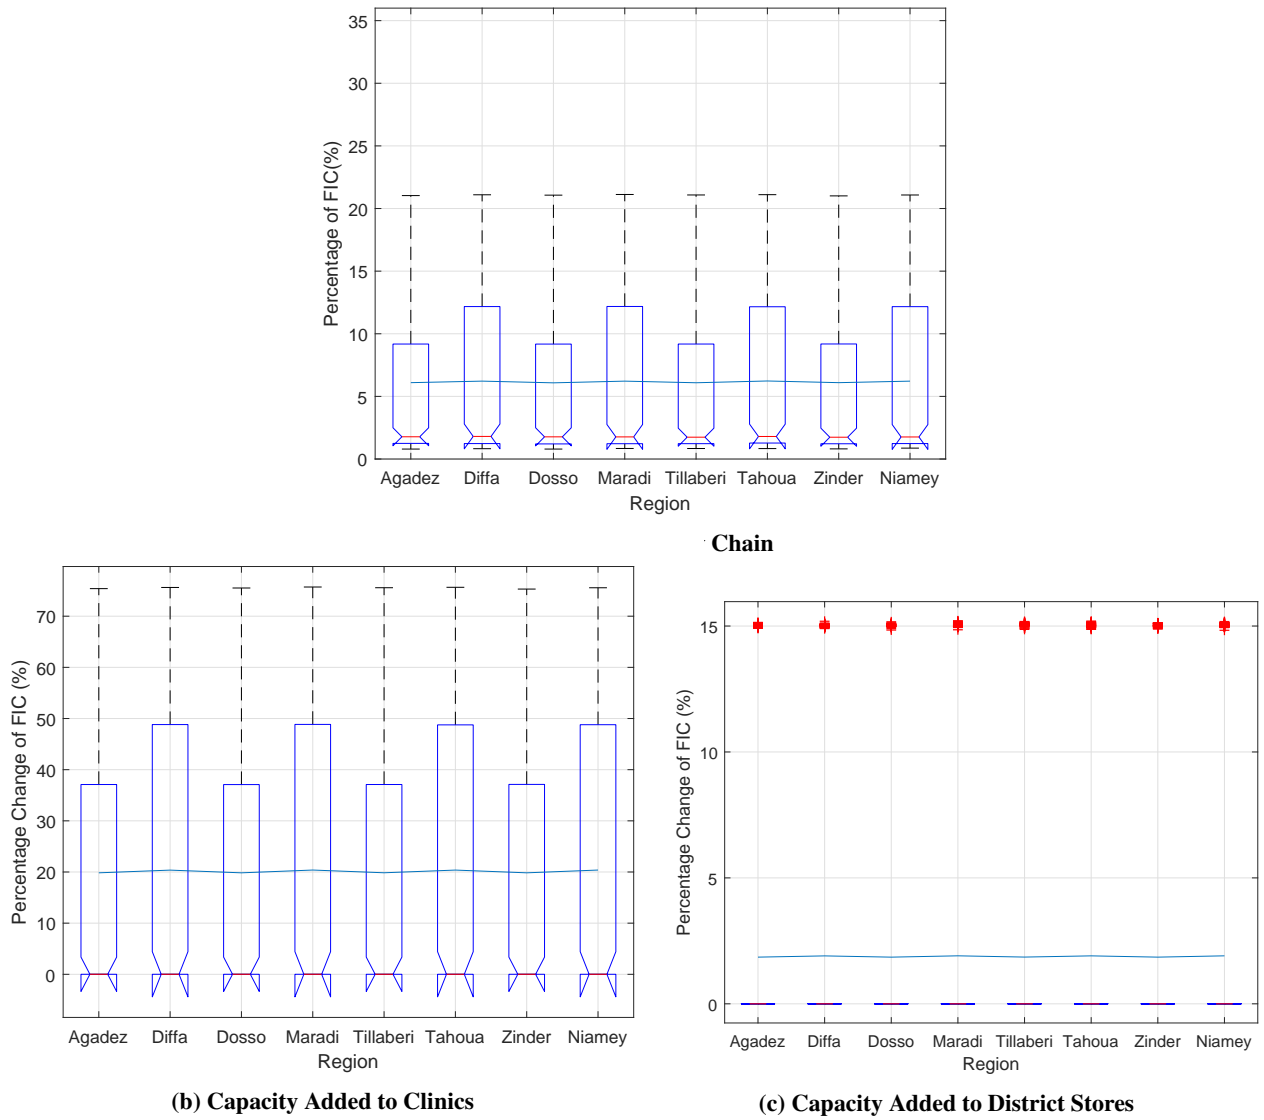 35
30
25
20
15
10
5
0
Percentage of FIC(%)
Agadez Diffa Dosso Maradi Tillaberi Tahoua Zinder Niamey
Region
Chain
70
60
50
40
30
20
10
0
Percentage Change of FIC (%)
Agadez Diffa Dosso Maradi Tillaberi Tahoua Zinder Niamey
Region
(b) Capacity Added to Clinics
15
10
5
0
Percentage Change of FIC (%)
Agadez Diffa Dosso Maradi Tillaberi Tahoua Zinder Niamey
Region
(c) Capacity Added to District Stores